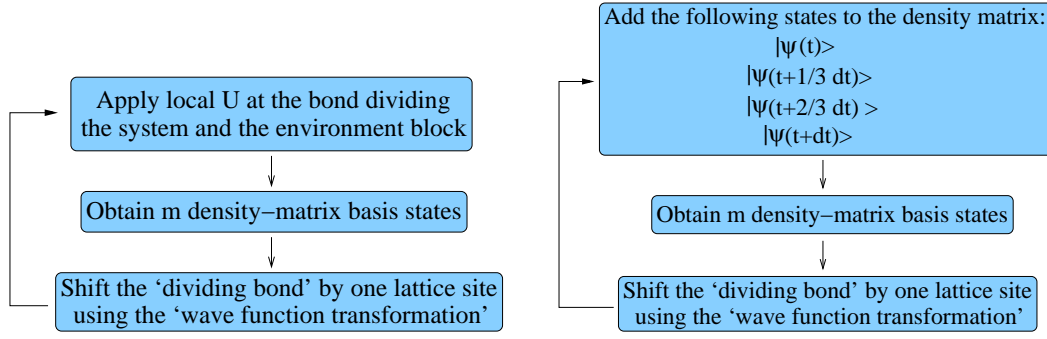 Apply local U at the bond dividing
the system and the environment block
Obtain m density−matrix basis states
Shift the ‘dividing bond’ by one lattice site
using the ‘wave function transformation’
Add the following states to the density matrix:
|ψ(t)>
|ψ(t+1/3 dt)>
|ψ(t+2/3 dt) >
|ψ(t+dt)>
Obtain m density−matrix basis states
Shift the ‘dividing bond’ by one lattice site
using the ‘wave function transformation’